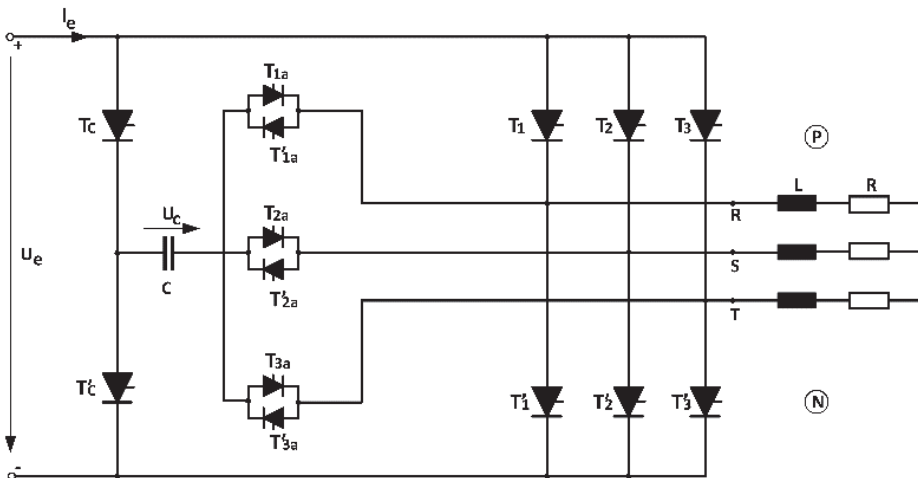 Ie
+
T1a
Tc
T'1a
T1
T2
T3
P
Uc
T2a
L
R
R
Ue
C
T'2a
S
T
T3a
T'c
T'3a
T'1
T'2
T'3
N
-